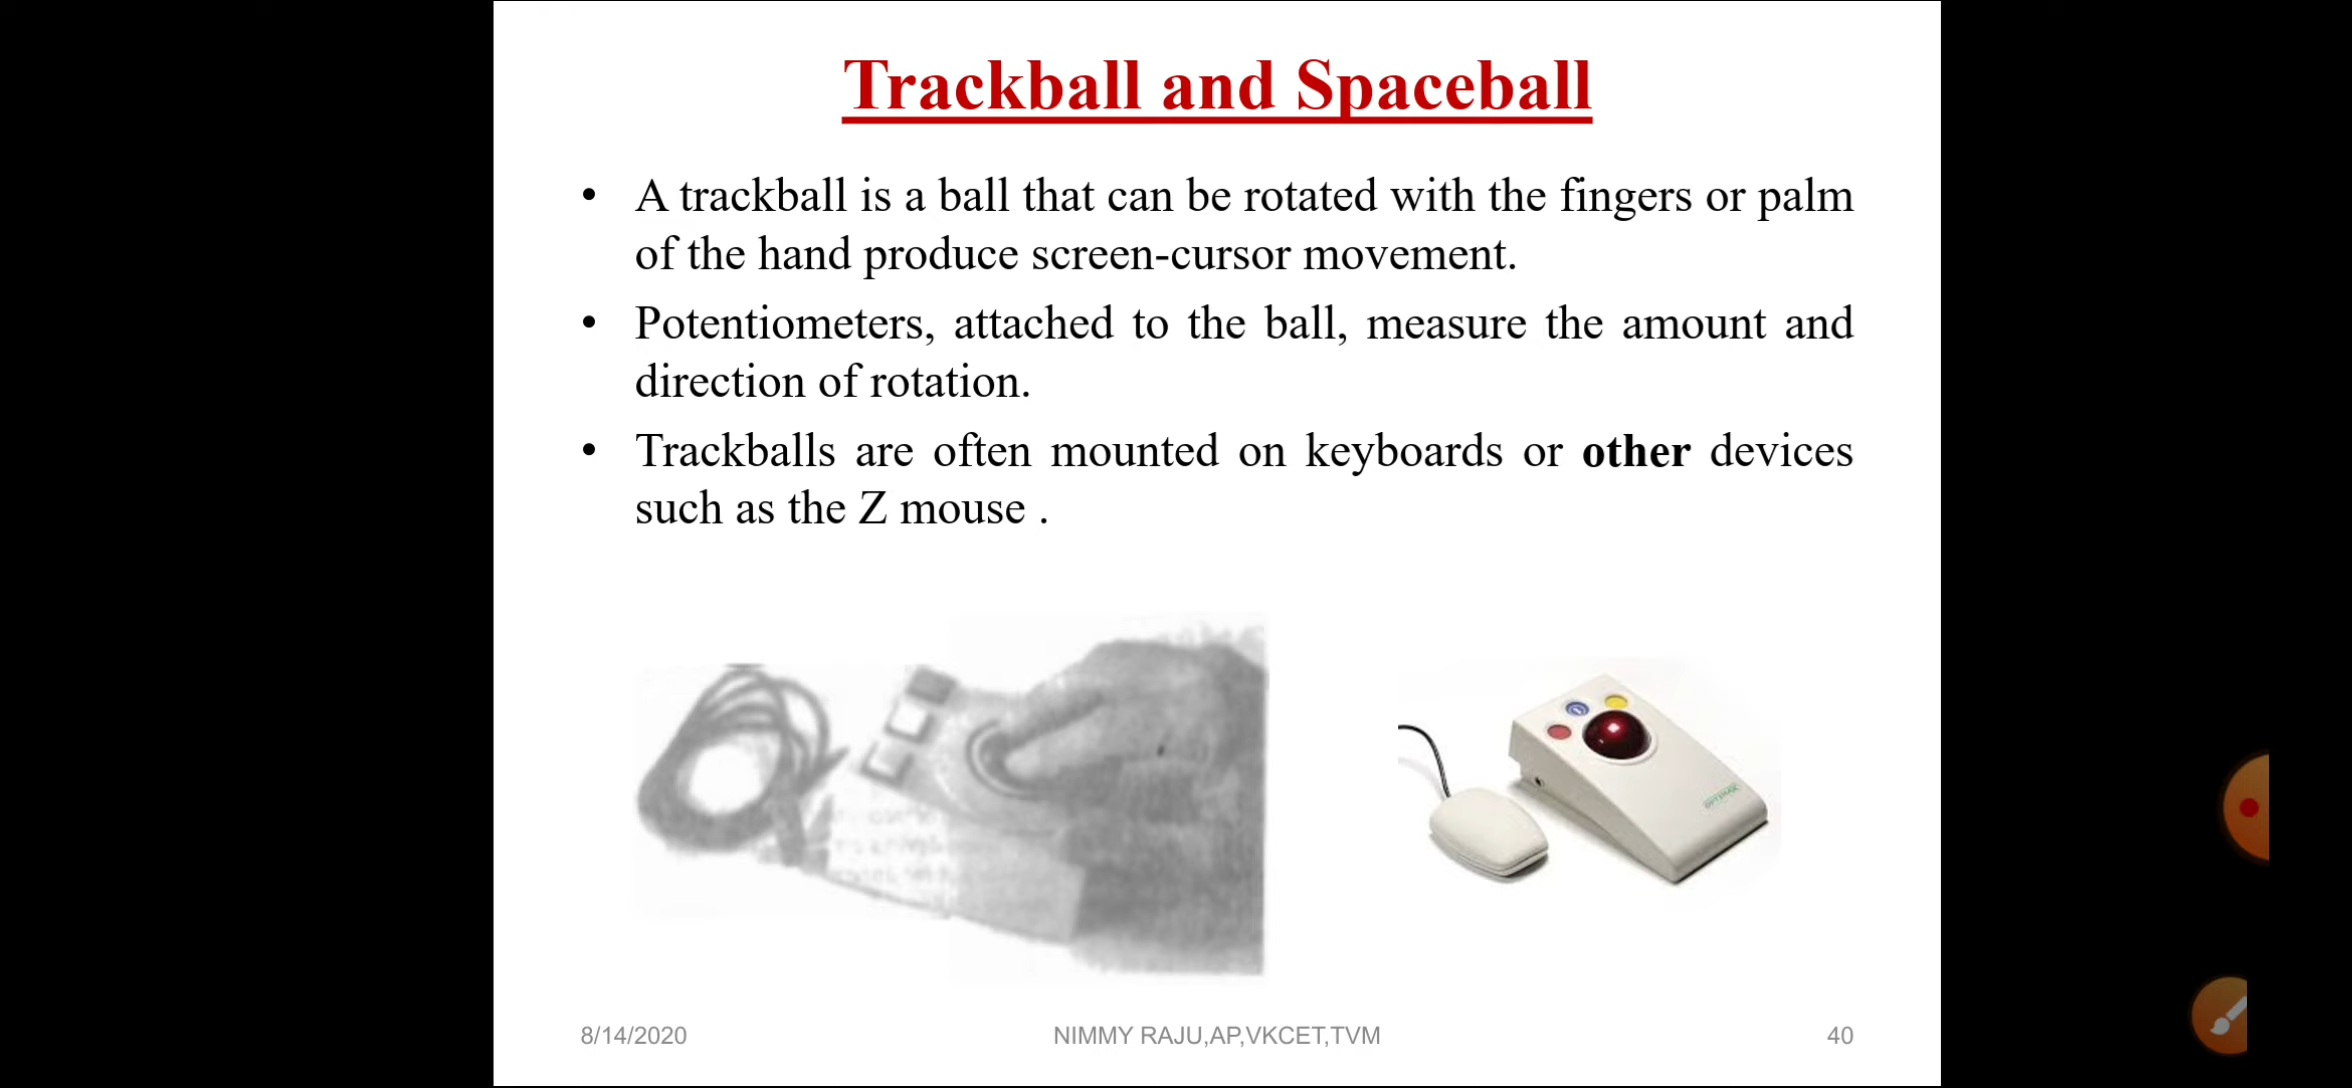 Trackball and Spaceball
• A trackball is a ball that can be rotated with the fingers or palm
of the hand produce screen-cursor movement.
• Potentiometers, attached to the ball, measure the amount and
direction of rotation.
• Trackballs are often mounted on keyboards or other devices
such as the Z mouse .
8/14/2020
NIMMY RAJU,AP,VKCET,TVM
40